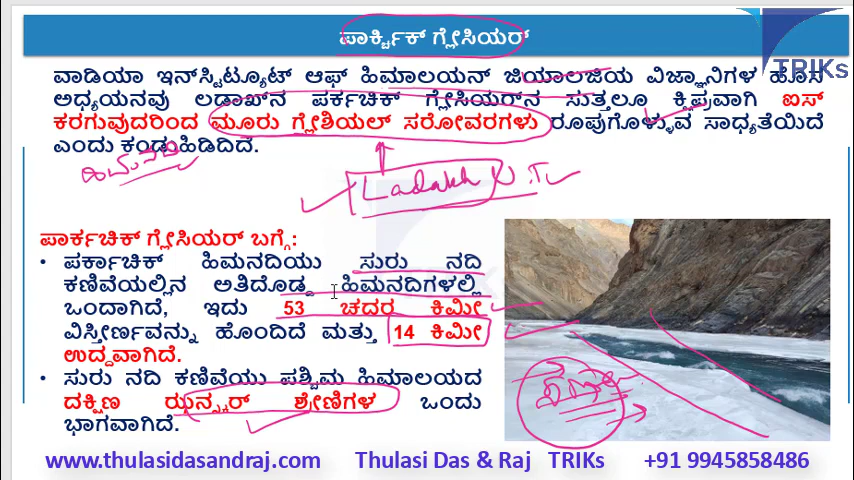 ಪಾರ್ಕ್ಚಿಕ್ ಗ್ಲೇಸಿಯರ್
TRIKs
ವಾಡಿಯಾ ಇನ್‌ಸ್ಟಿಟ್ಯೂಟ್ ಆಫ್ ಹಿಮಾಲಯನ್ ಜಿಯಾಲಜಿಯ ವಿಜ್ಞಾನಿಗಳ ಹೊಸ
ಅಧ್ಯಯನವು ಲಡಾಖ್‌ನ ಪರ್ಕಚಿಕ್ ಗ್ಲೇಸಿಯರ್‌ನ ಸುತ್ತಲೂ ಕ್ಷಿಪ್ರವಾಗಿ ಐಸ್
ಕರಗುವುದರಿಂದ ಮೂರು ಗ್ಲೇಶಿಯಲ್ ಸರೋವರಗಳು ರೂಪುಗೊಳ್ಳುವ ಸಾಧ್ಯತೆಯಿದೆ
ಎಂದು ಕಂಡುಹಿಡಿದಿದೆ.
ಹಿಮನದಿ
Ladakh U.T
ಪಾರ್ಕಚಿಕ್ ಗ್ಲೇಸಿಯರ್ ಬಗ್ಗೆ:
• ಪರ್ಕಾಚಿಕ್ ಹಿಮನದಿಯು ಸುರು ನದಿ
ಕಣಿವೆಯಲ್ಲಿನ ಅತಿದೊಡ್ಡ ಹಿಮನದಿಗಳಲ್ಲಿ
ಒಂದಾಗಿದೆ, ಇದು 53 ಚದರ ಕಿಮೀ
ವಿಸ್ತೀರ್ಣವನ್ನು ಹೊಂದಿದೆ ಮತ್ತು 14 ಕಿಮೀ
ಉದ್ದವಾಗಿದೆ.
• ಸುರು ನದಿ ಕಣಿವೆಯು ಪಶ್ಚಿಮ ಹಿಮಾಲಯದ
ದಕ್ಷಿಣ ಝನ್ಸ್ಕರ್ ಶ್ರೇಣಿಗಳ ಒಂದು
ಭಾಗವಾಗಿದೆ.
www.thulasidasandraj.com Thulasi Das & Raj TRIKs +91 9945858486